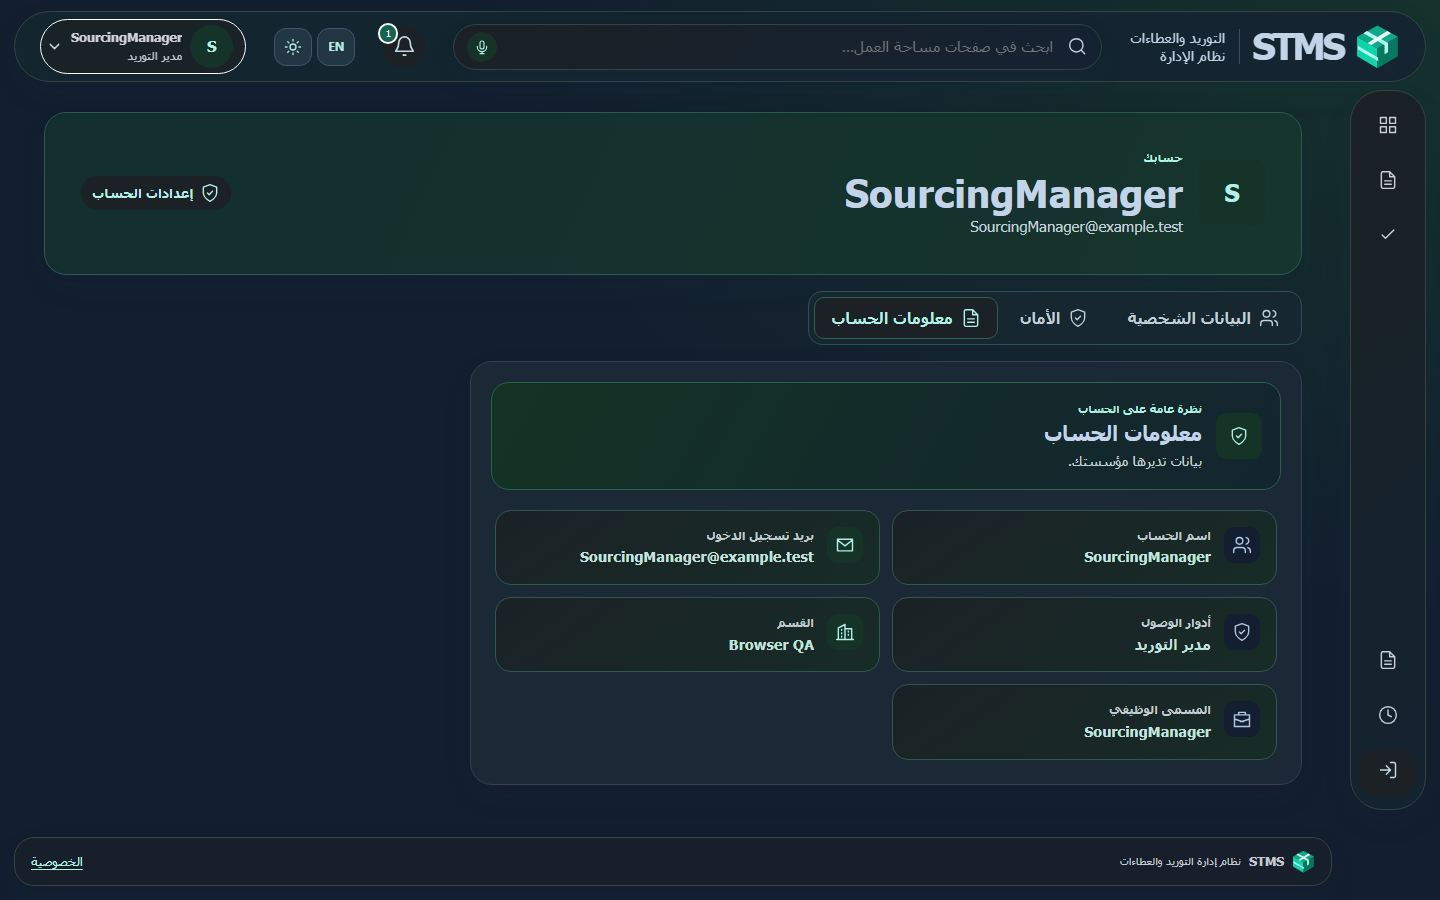 STMS
التوريد والعطاءات
نظام الإدارة
ابحث في صفحات مساحة العمل...
1
EN
S
SourcingManager
مدير التوريد
حسابك
S
SourcingManager
SourcingManager@example.test
إعدادات الحساب
البيانات الشخصية
الأمان
معلومات الحساب
نظرة عامة على الحساب
معلومات الحساب
بيانات تديرها مؤسستك.
اسم الحساب
SourcingManager
بريد تسجيل الدخول
SourcingManager@example.test
أدوار الوصول
مدير التوريد
القسم
Browser QA
المسمى الوظيفي
SourcingManager
STMS نظام إدارة التوريد والعطاءات
الخصوصية